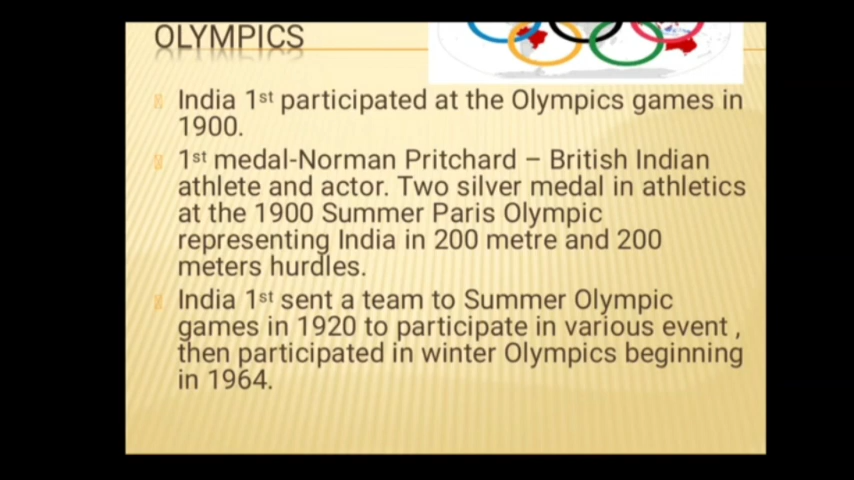 OLYMPICS
India 1st participated at the Olympics games in
1900.
1st medal-Norman Pritchard – British Indian
athlete and actor. Two silver medal in athletics
at the 1900 Summer Paris Olympic
representing India in 200 metre and 200
meters hurdles.
India 1st sent a team to Summer Olympic
games in 1920 to participate in various event ,
then participated in winter Olympics beginning
in 1964.